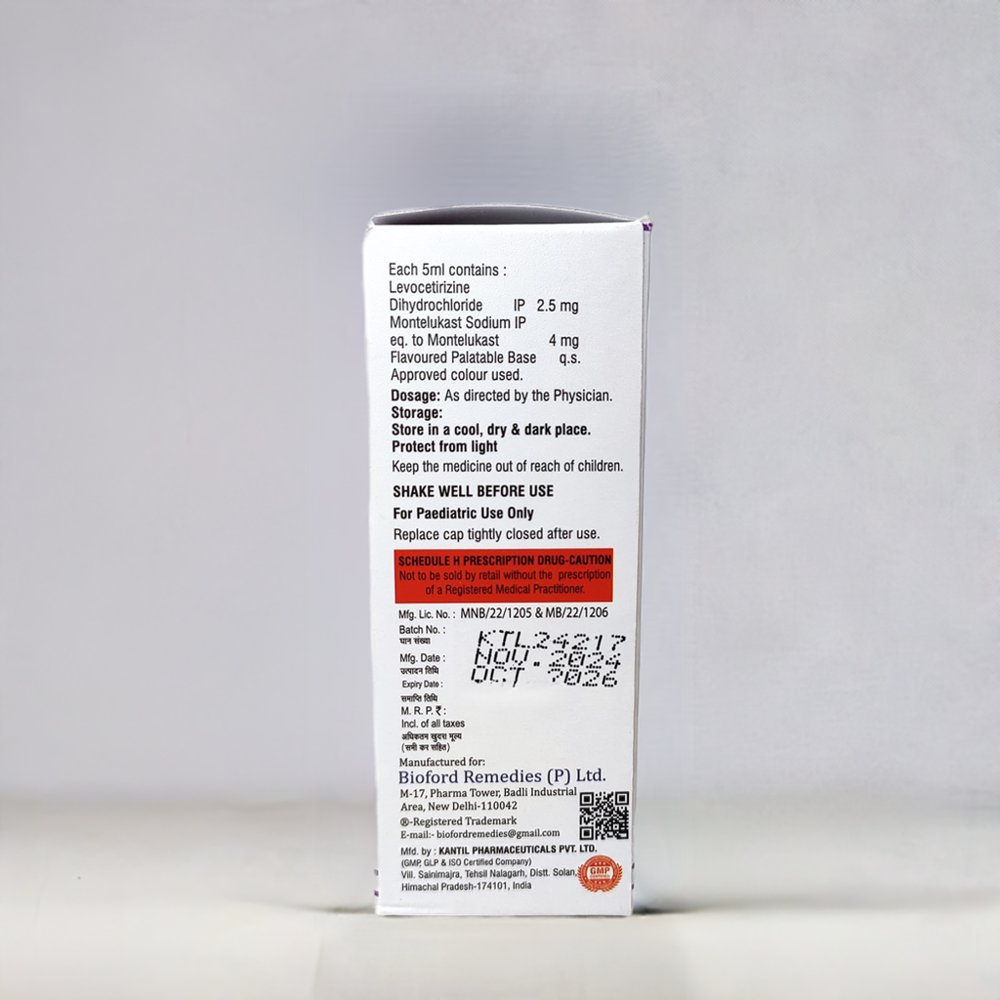 Each 5ml contains :
Levocetirizine
Dihydrochloride IP 2.5 mg
Montelukast Sodium IP
eq. to Montelukast 4 mg
Flavoured Palatable Base q.s.
Approved colour used.
Dosage: As directed by the Physician.
Storage:
Store in a cool, dry & dark place.
Protect from light
Keep the medicine out of reach of children.
SHAKE WELL BEFORE USE
For Paediatric Use Only
Replace cap tightly closed after use.
SCHEDULE H PRESCRIPTION DRUG-CAUTION
Not to be sold by retail without the prescription
of a Registered Medical Practitioner.
Mfg. Lic. No. : MNB/22/1205 & MB/22/1206
Batch No. : KTL24217
घान संख्या
Mfg. Date : NOV. 2024
उत्पादन तिथि
Expiry Date : OCT 2026
समाप्ति तिथि
M. R. P. ₹ :
Incl. of all taxes
अधिकतम खुदरा मूल्य
(सभी कर सहित)
Manufactured for:
Bioford Remedies (P) Ltd.
M-17, Pharma Tower, Badli Industrial
Area, New Delhi-110042
®-Registered Trademark
E-mail:- biofordremedies@gmail.com
Mfd. by : KANTIL PHARMACEUTICALS PVT. LTD.
(GMP, GLP & ISO Certified Company)
Vill. Sainimajra, Tehsil Nalagarh, Distt. Solan,
Himachal Pradesh-174101, India
GMP
CERTIFIED